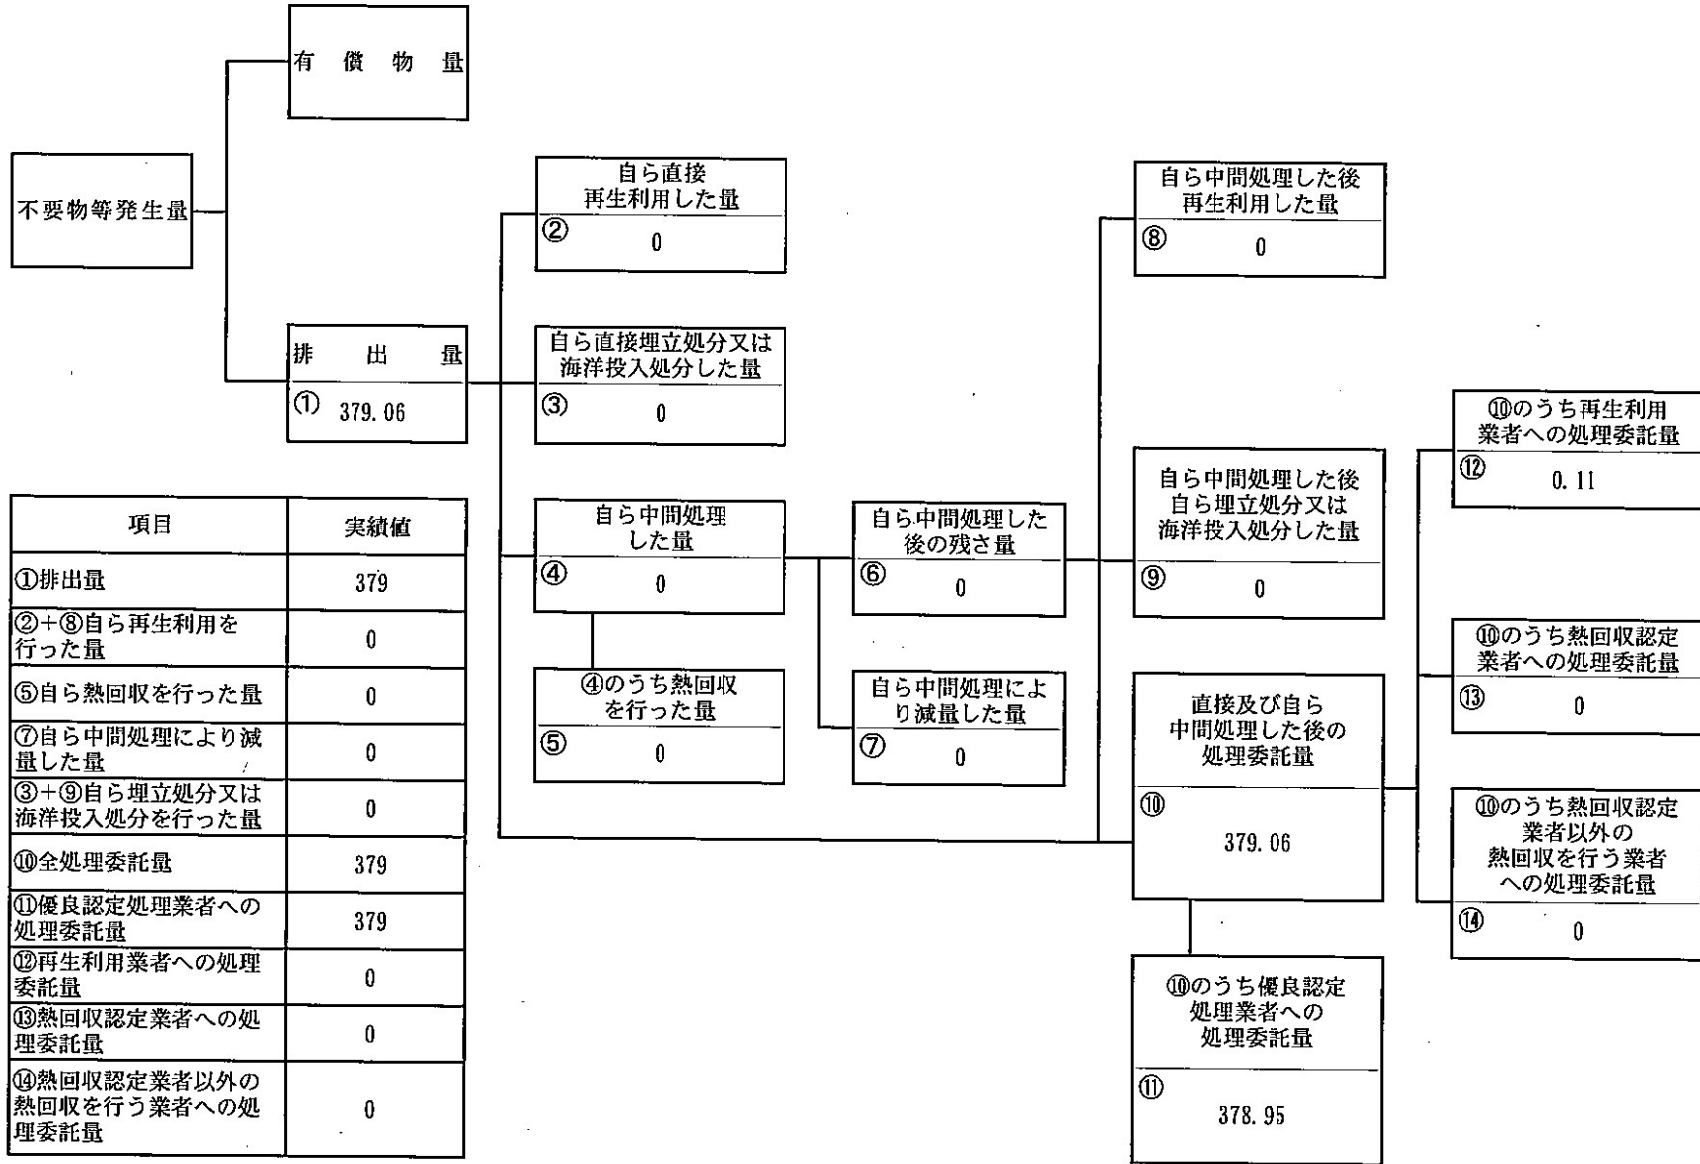 有償物量
不要物等発生量
自ら直接
再生利用した量
② 0
自ら中間処理した後
再生利用した量
⑧ 0
排出量
① 379.06
自ら直接埋立処分又は
海洋投入処分した量
③ 0
⑩のうち再生利用
業者への処理委託量
⑫ 0.11
自ら中間処理
した量
④ 0
自ら中間処理した
後の残さ量
⑥ 0
自ら中間処理した後
自ら埋立処分又は
海洋投入処分した量
⑨ 0
④のうち熱回収
を行った量
⑤ 0
自ら中間処理によ
り減量した量
⑦ 0
直接及び自ら
中間処理した後の
処理委託量
⑩
379.06
⑩のうち熱回収認定
業者への処理委託量
⑬ 0
⑩のうち熱回収認定
業者以外の
熱回収を行う業者
への処理委託量
⑭ 0
⑩のうち優良認定
処理業者への
処理委託量
⑪
378.95
項目 実績値
①排出量 379
②+⑧自ら再生利用を
行った量 0
⑤自ら熱回収を行った量 0
⑦自ら中間処理により減
量した量 0
③+⑨自ら埋立処分又は
海洋投入処分を行った量 0
⑩全処理委託量 379
⑪優良認定処理業者への
処理委託量 379
⑫再生利用業者への処理
委託量 0
⑬熱回収認定業者への処
理委託量 0
⑭熱回収認定業者以外の
熱回収を行う業者への処
理委託量 0